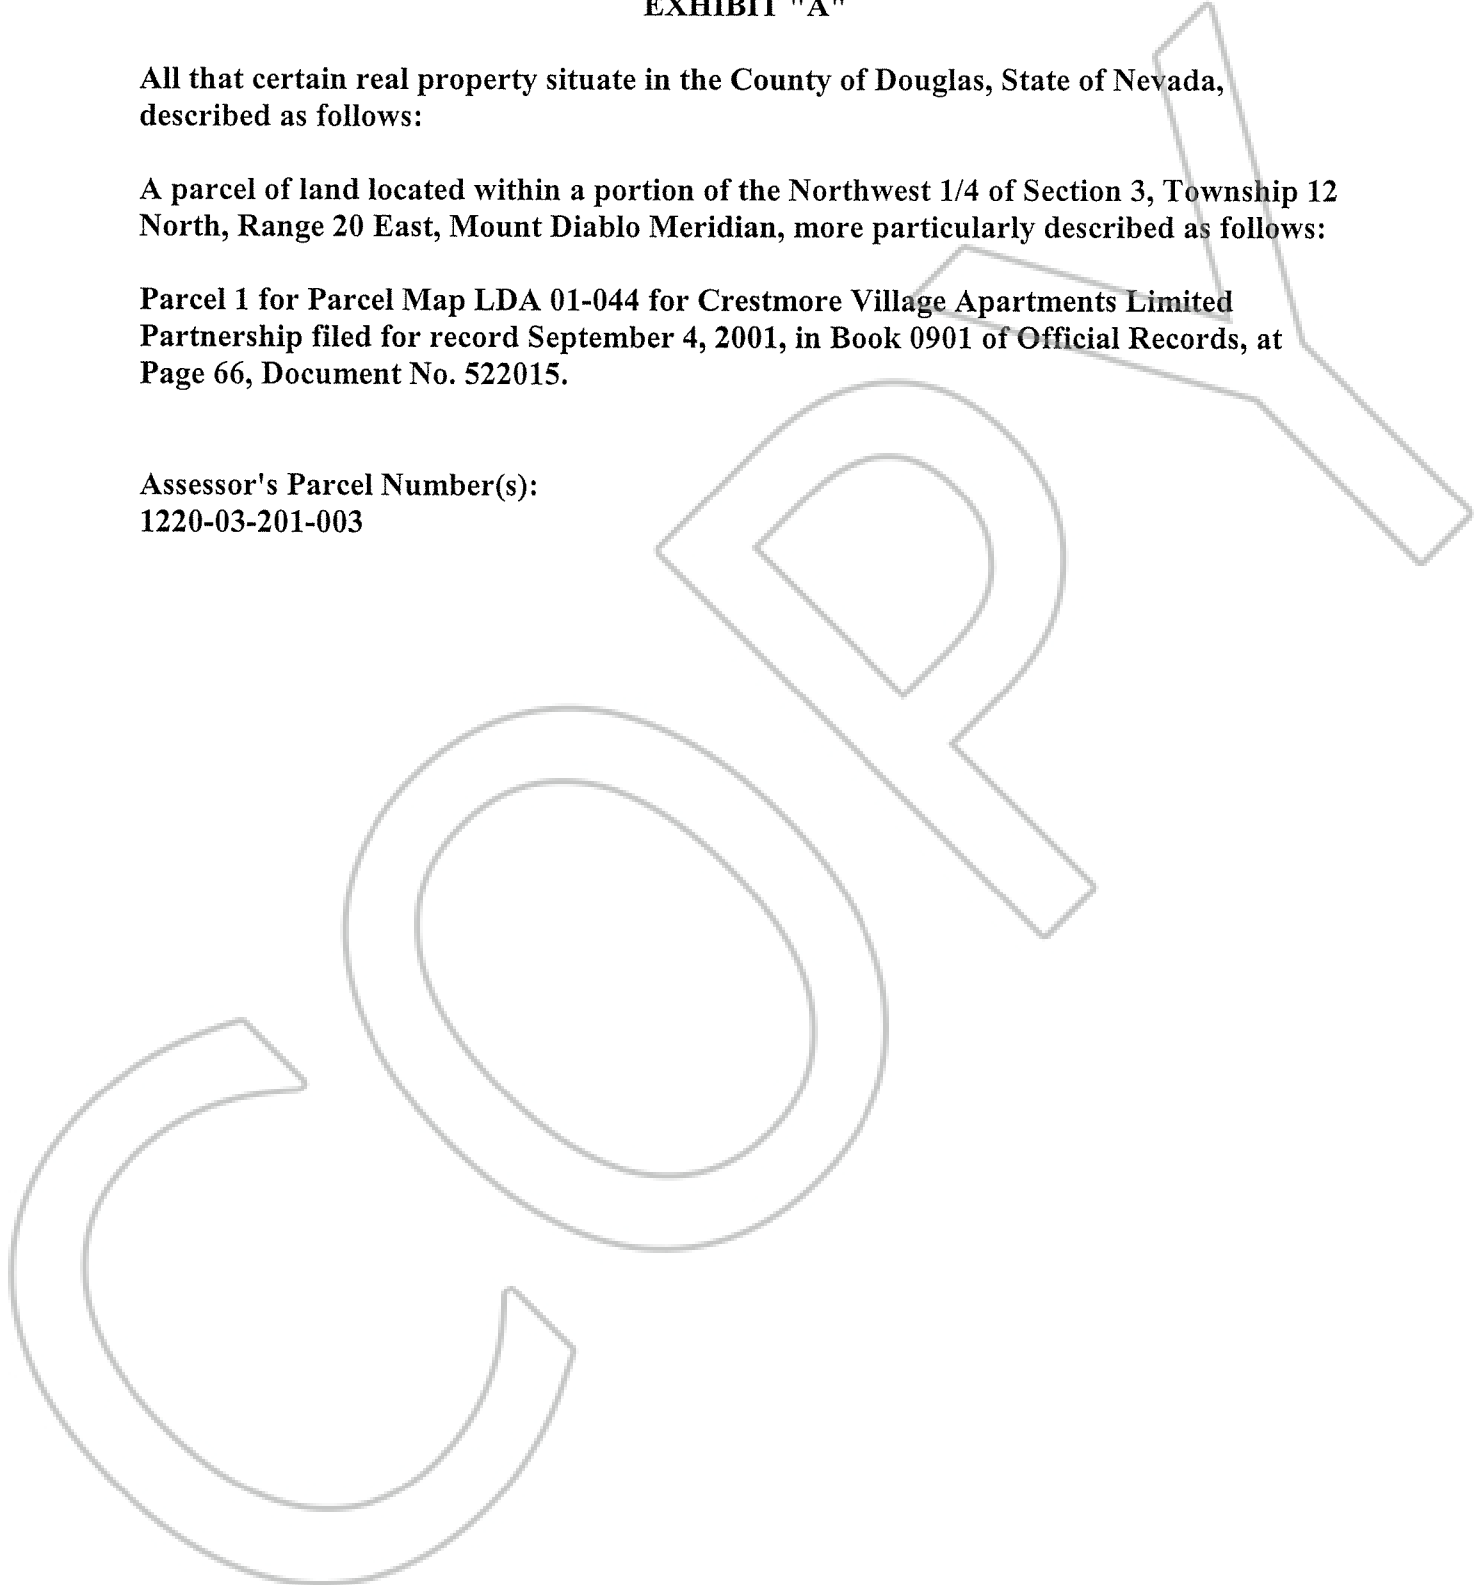 EXHIBIT "A"
All that certain real property situate in the County of Douglas, State of Nevada,
described as follows:
A parcel of land located within a portion of the Northwest 1/4 of Section 3, Township 12
North, Range 20 East, Mount Diablo Meridian, more particularly described as follows:
Parcel 1 for Parcel Map LDA 01-044 for Crestmore Village Apartments Limited
Partnership filed for record September 4, 2001, in Book 0901 of Official Records, at
Page 66, Document No. 522015.
Assessor's Parcel Number(s):
1220-03-201-003
COPY